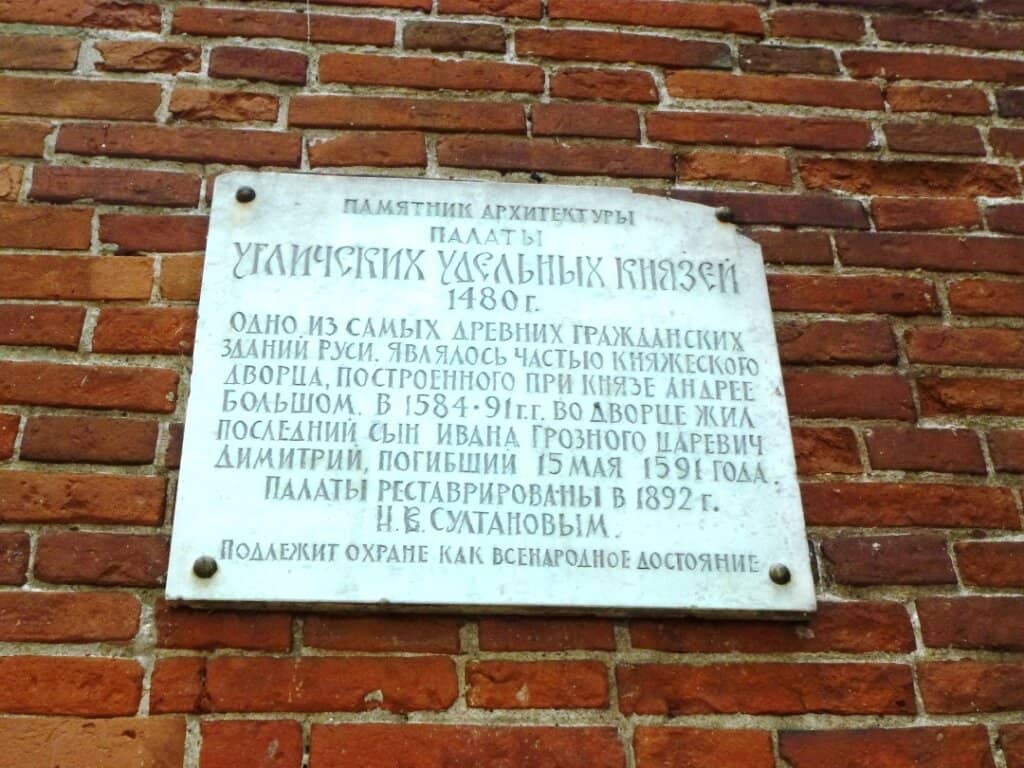 ПАМЯТНИК АРХИТЕКТУРЫ
ПАЛАТЫ
УГЛИЧСКИХ УДЕЛЬНЫХ КНЯЗЕЙ
1480 г.
ОДНО ИЗ САМЫХ ДРЕВНИХ ГРАЖДАНСКИХ
ЗДАНИЙ РУСИ. ЯВЛЯЛОСЬ ЧАСТЬЮ КНЯЖЕСКОГО
ДВОРЦА, ПОСТРОЕННОГО ПРИ КНЯЗЕ АНДРЕЕ
БОЛЬШОМ. В 1584-91 г.г. ВО ДВОРЦЕ ЖИЛ
ПОСЛЕДНИЙ СЫН ИВАНА ГРОЗНОГО ЦАРЕВИЧ
ДИМИТРИЙ, ПОГИБШИЙ 15 МАЯ 1591 ГОДА.
ПАЛАТЫ РЕСТАВРИРОВАНЫ В 1892 г.
Н.В. СУЛТАНОВЫМ.
ПОДЛЕЖИТ ОХРАНЕ КАК ВСЕНАРОДНОЕ ДОСТОЯНИЕ